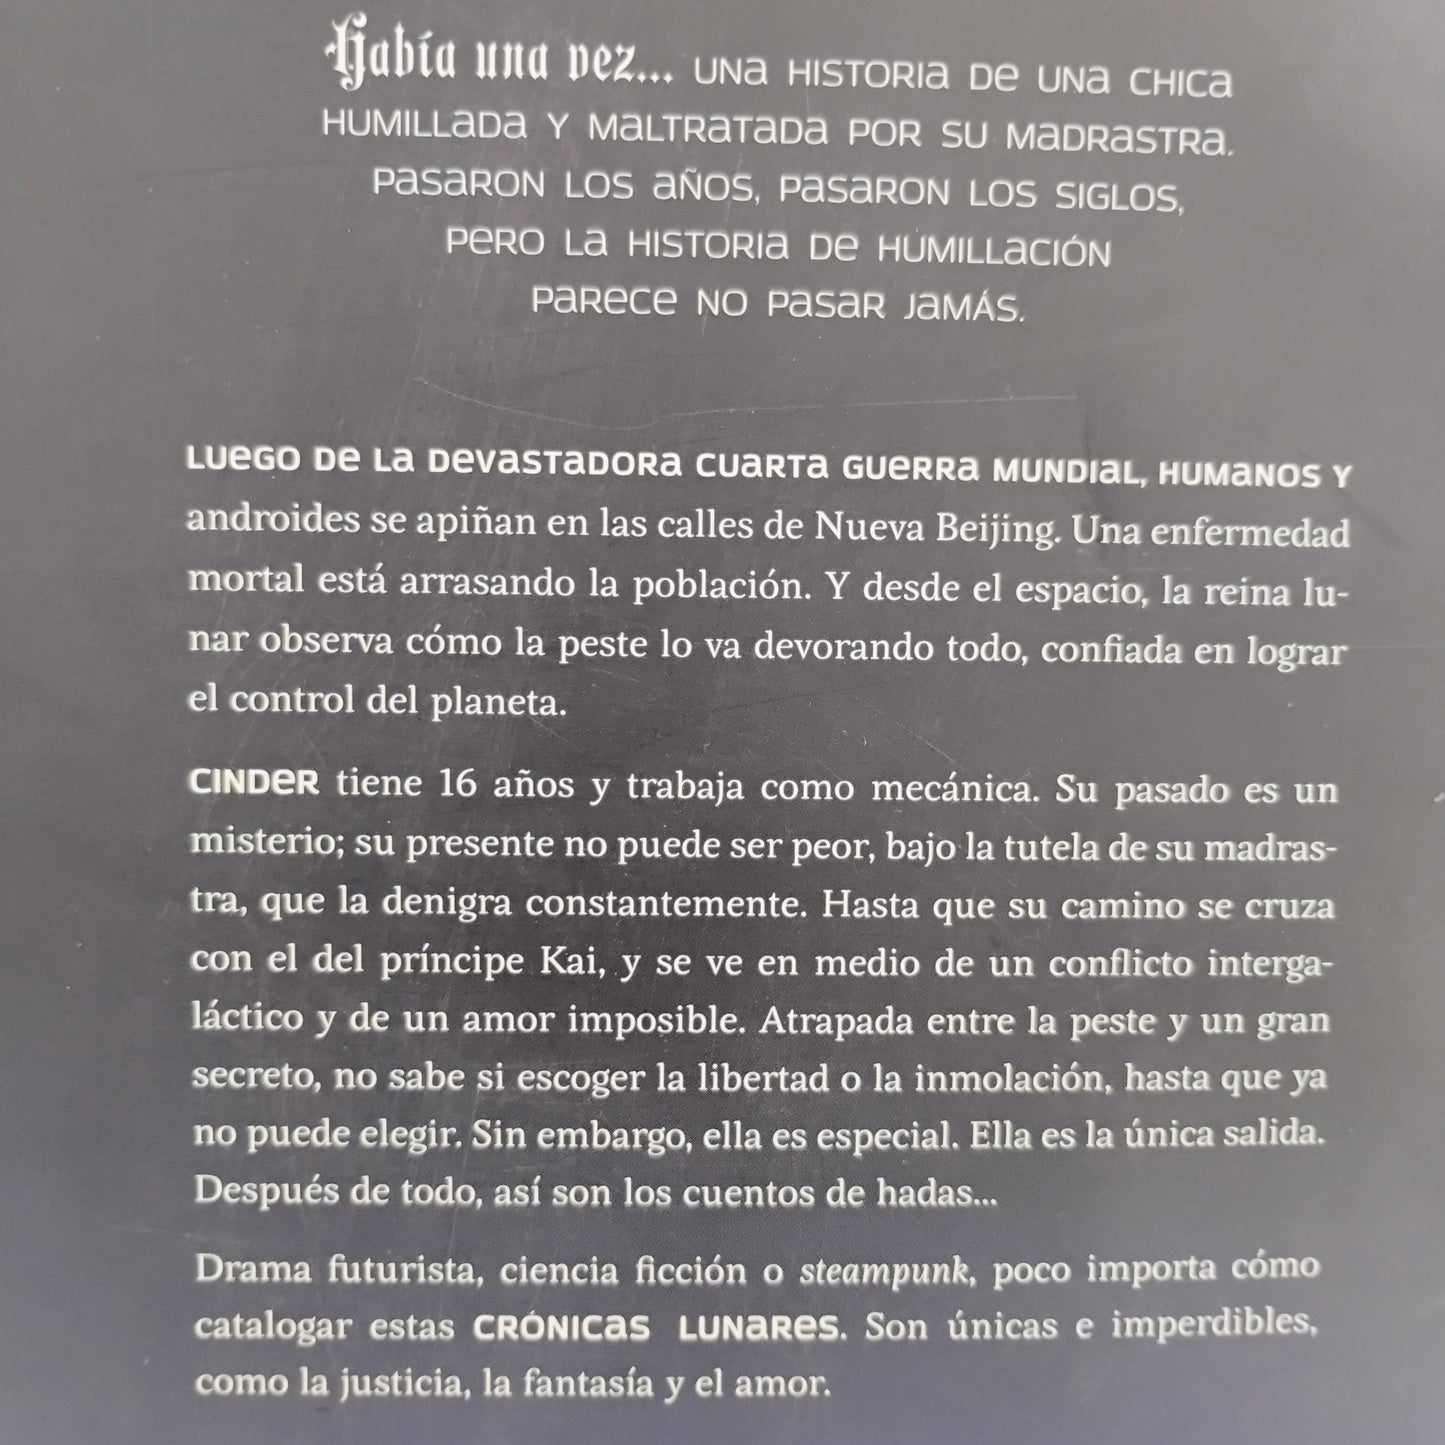 Había una vez... UNA HISTORIA DE UNA CHICA
HUMILLADA Y MALTRATADA POR SU MADRASTRA.
PASARON LOS AÑOS, PASARON LOS SIGLOS,
PERO LA HISTORIA DE HUMILLACIÓN
PARECE NO PASAR JAMÁS.
LUEGO DE LA DEVASTADORA CUARTA GUERRA MUNDIAL, HUMANOS Y
androides se apiñan en las calles de Nueva Beijing. Una enfermedad
mortal está arrasando la población. Y desde el espacio, la reina lu-
nar observa cómo la peste lo va devorando todo, confiada en lograr
el control del planeta.
CINDER tiene 16 años y trabaja como mecánica. Su pasado es un
misterio; su presente no puede ser peor, bajo la tutela de su madras-
tra, que la denigra constantemente. Hasta que su camino se cruza
con el del príncipe Kai, y se ve en medio de un conflicto interga-
láctico y de un amor imposible. Atrapada entre la peste y un gran
secreto, no sabe si escoger la libertad o la inmolación, hasta que ya
no puede elegir. Sin embargo, ella es especial. Ella es la única salida.
Después de todo, así son los cuentos de hadas...
Drama futurista, ciencia ficción o steampunk, poco importa cómo
catalogar estas CRÓNICAS LUNARES. Son únicas e imperdibles,
como la justicia, la fantasía y el amor.